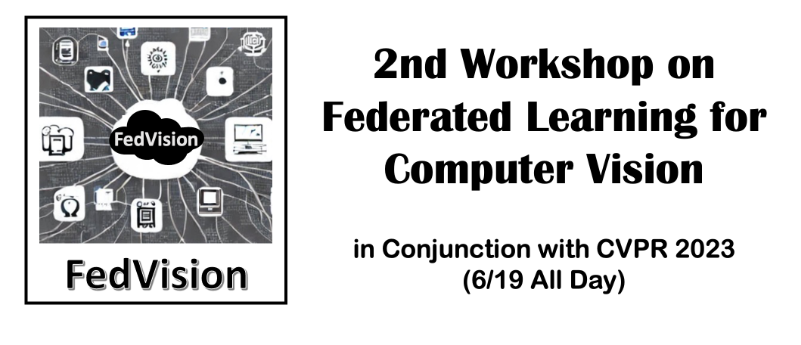 FedVision
FedVision
2nd Workshop on
Federated Learning for
Computer Vision
in Conjunction with CVPR 2023
(6/19 All Day)